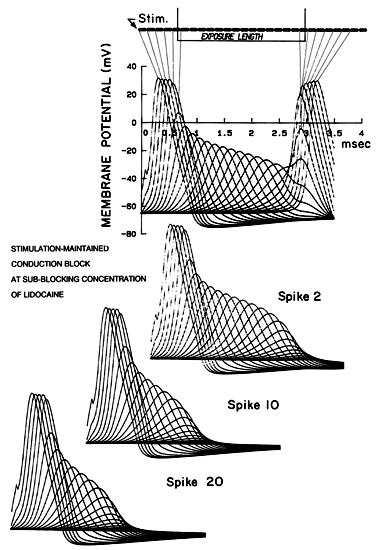 Stim.
EXPOSURE LENGTH
MEMBRANE POTENTIAL (mV)
40
20
0
-20
-40
-60
-80
0 0.5 1 1.5 2 2.5 3 3.5 4
msec
STIMULATION-MAINTAINED
CONDUCTION BLOCK
AT SUB-BLOCKING CONCENTRATION
OF LIDOCAINE
Spike 2
Spike 10
Spike 20